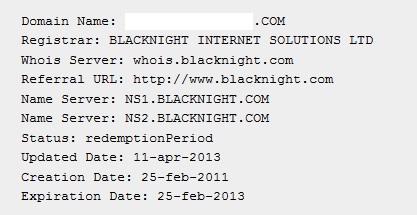 Domain Name: .COM
Registrar: BLACKNIGHT INTERNET SOLUTIONS LTD
Whois Server: whois.blacknight.com
Referral URL: http://www.blacknight.com
Name Server: NS1.BLACKNIGHT.COM
Name Server: NS2.BLACKNIGHT.COM
Status: redemptionPeriod
Updated Date: 11-apr-2013
Creation Date: 25-feb-2011
Expiration Date: 25-feb-2013